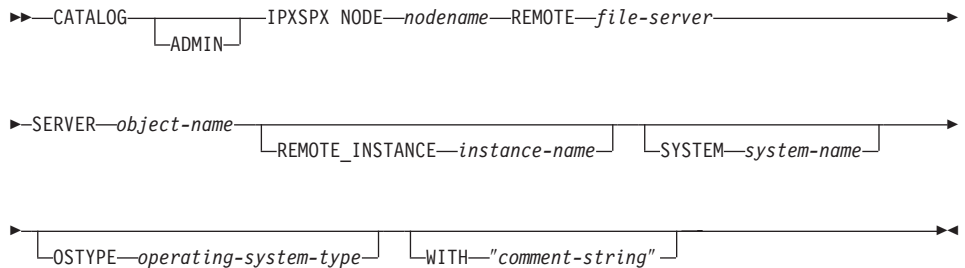 CATALOG IPXSPX NODE nodename REMOTE file-server
ADMIN
SERVER object-name
REMOTE_INSTANCE instance-name SYSTEM system-name
OSTYPE operating-system-type WITH "comment-string"